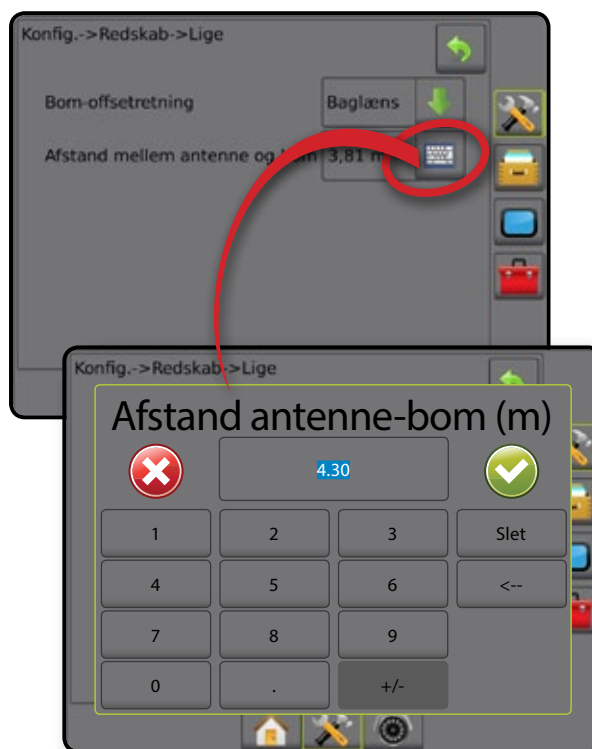 Konfig.->Redskab->Lige
Bom-offsetretning Baglæns
Afstand mellem antenne og 3,81
Konfig.->Redskab->Lige
Afstand antenne-bom (m)
4.30
1 2 3 Slet
4 5 6 <--
7 8 9
0 . +/-